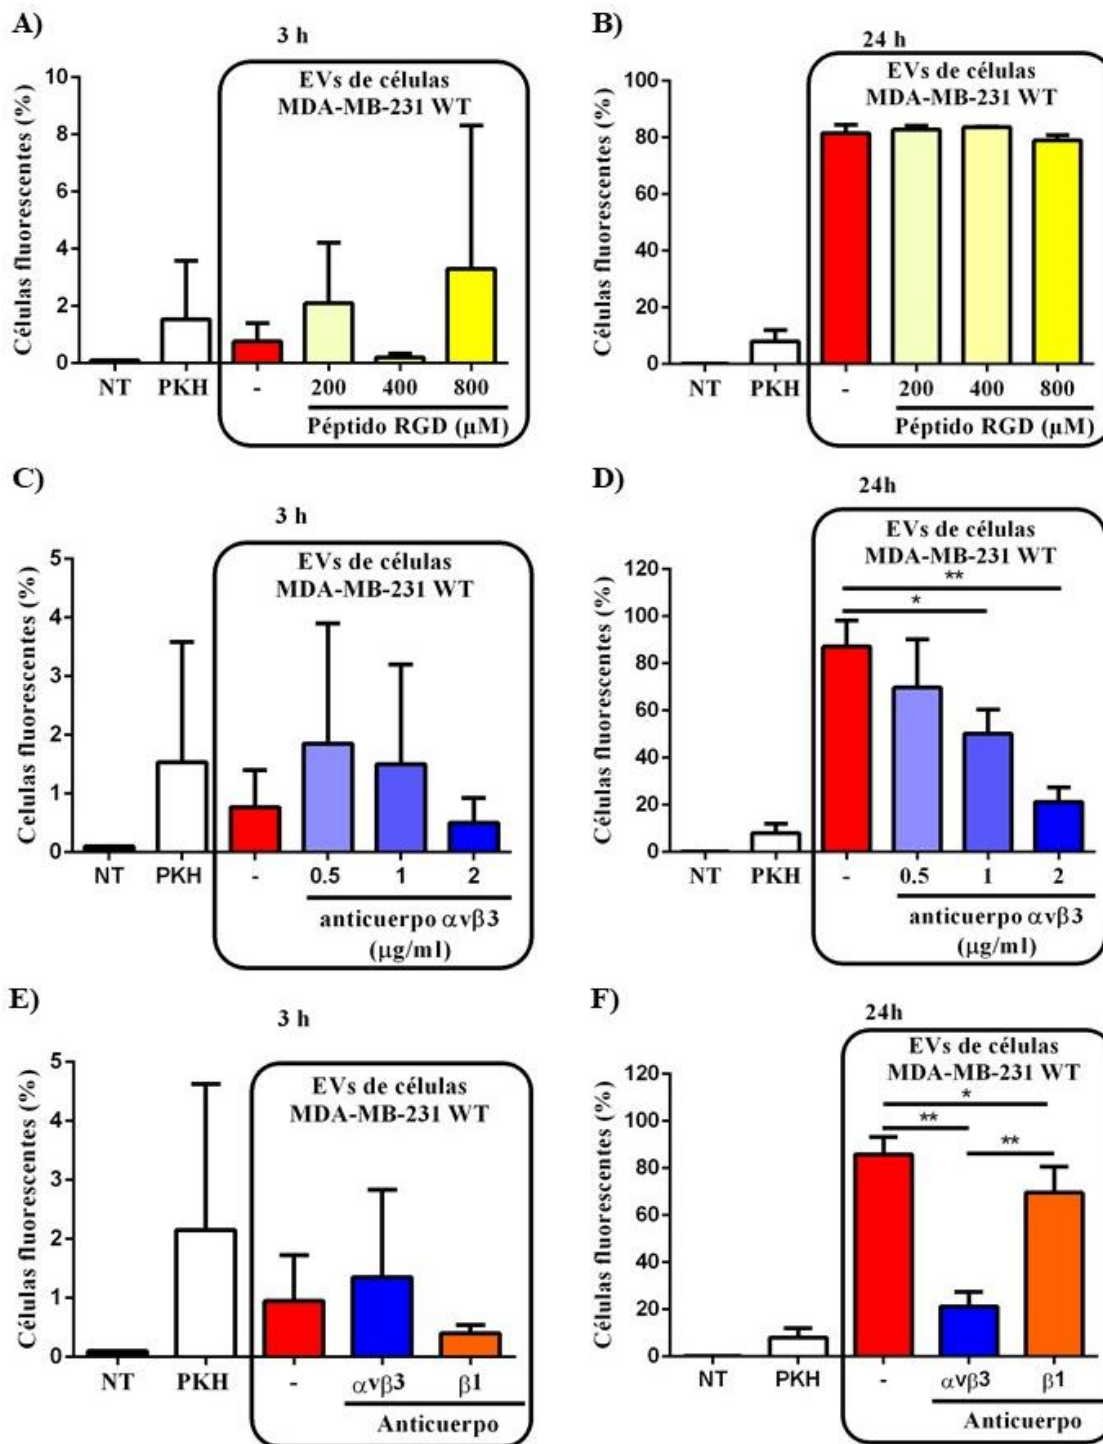 A)
3 h
EVs de células
MDA-MB-231 WT
Células fluorescentes (%)
10
8
6
4
2
0
NT PKH - 200 400 800
Péptido RGD (µM)
B)
24 h
EVs de células
MDA-MB-231 WT
Células fluorescentes (%)
100
80
60
40
20
0
NT PKH - 200 400 800
Péptido RGD (µM)
C)
3 h
EVs de células
MDA-MB-231 WT
Celulas fluorescentes (%)
5
4
3
2
1
0
NT PKH - 0.5 1 2
anticuerpo αvβ3
(µg/ml)
D)
24h
EVs de células
MDA-MB-231 WT
Células fluorescentes (%)
120
100
80
60
40
20
0
**
*
NT PKH - 0.5 1 2
anticuerpo αvβ3
(µg/ml)
E)
3 h
EVs de células
MDA-MB-231 WT
Células fluorescentes (%)
5
4
3
2
1
0
NT PKH - αvβ3 β1
Anticuerpo
F)
24h
EVs de células
MDA-MB-231 WT
Células fluorescentes (%)
120
100
80
60
40
20
0
*
**
**
NT PKH - αvβ3 β1
Anticuerpo